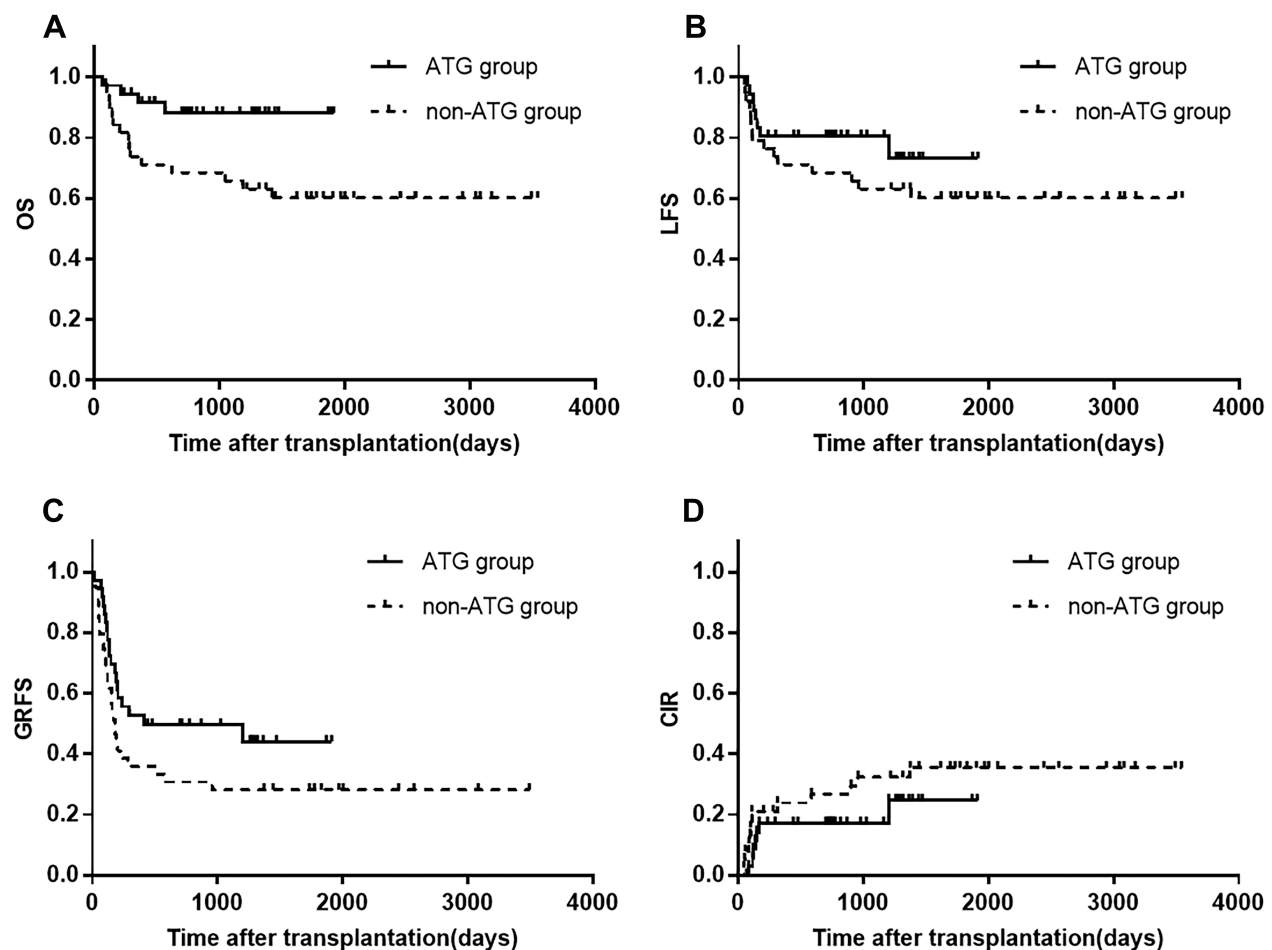 A
OS
1.0
0.8
0.6
0.4
0.2
0.0
0 1000 2000 3000 4000
Time after transplantation(days)
ATG group
non-ATG group
B
LFS
1.0
0.8
0.6
0.4
0.2
0.0
0 1000 2000 3000 4000
Time after transplantation(days)
ATG group
non-ATG group
C
GRFS
1.0
0.8
0.6
0.4
0.2
0.0
0 1000 2000 3000 4000
Time after transplantation(days)
ATG group
non-ATG group
D
CIR
1.0
0.8
0.6
0.4
0.2
0.0
0 1000 2000 3000 4000
Time after transplantation(days)
ATG group
non-ATG group